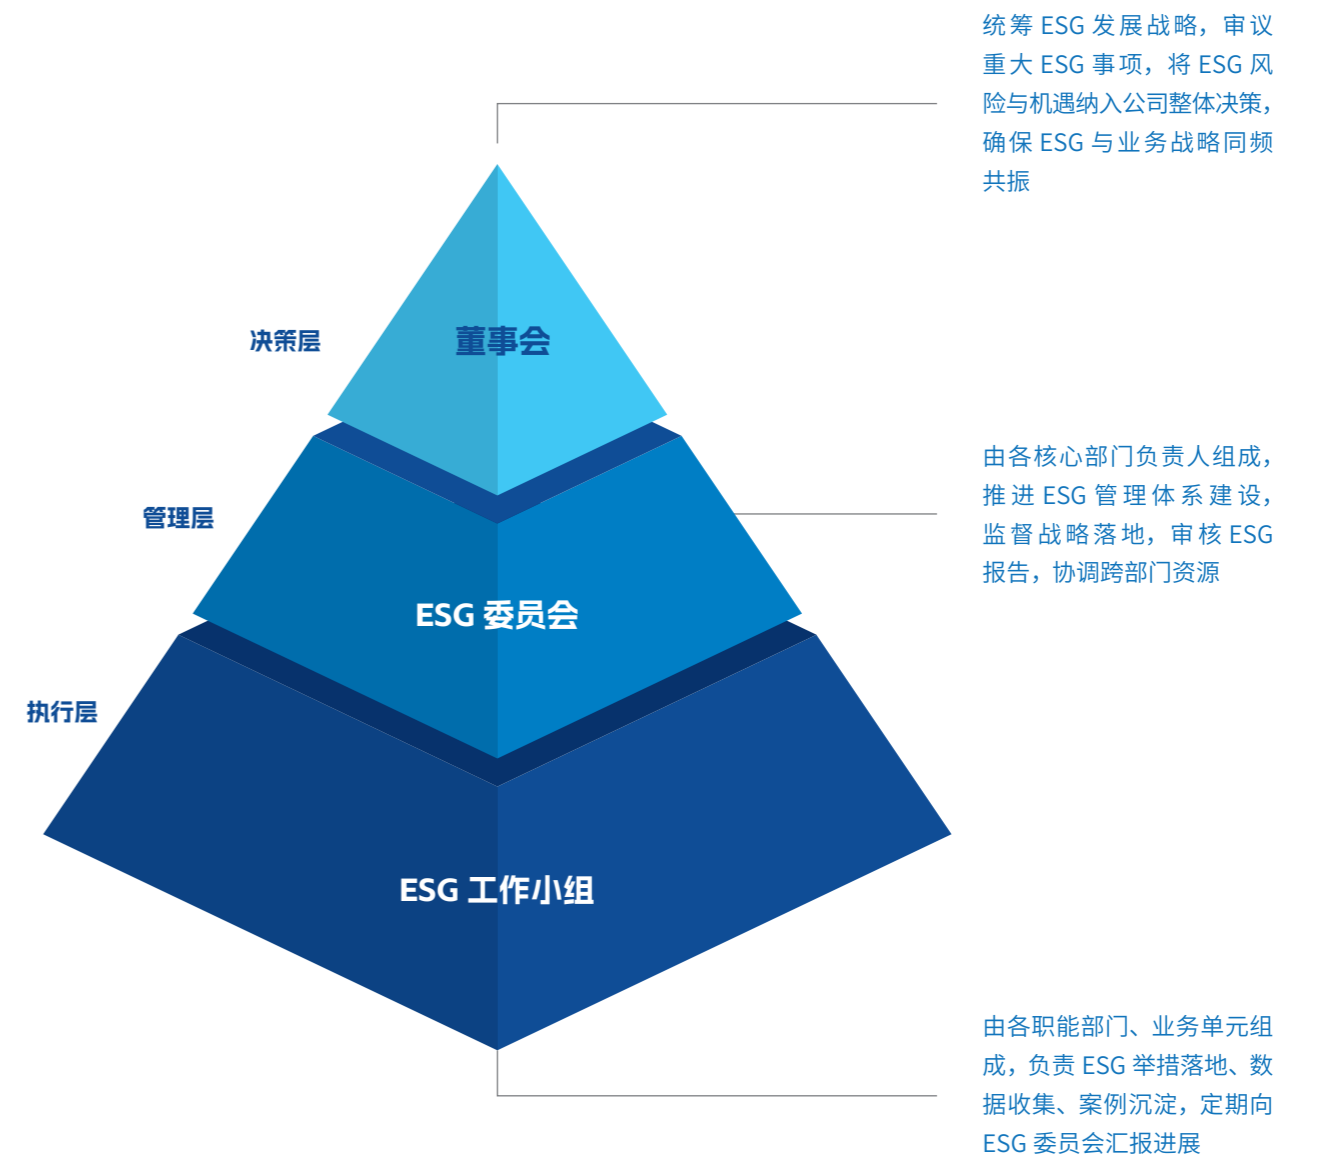 统筹 ESG 发展战略，审议
重大 ESG 事项，将 ESG 风
险与机遇纳入公司整体决策，
确保 ESG 与业务战略同频
共振
决策层
董事会
由各核心部门负责人组成，
推进 ESG 管理体系建设，
监督战略落地，审核 ESG
报告，协调跨部门资源
管理层
ESG 委员会
执行层
ESG 工作小组
由各职能部门、业务单元组
成，负责 ESG 举措落地、数
据收集、案例沉淀，定期向
ESG 委员会汇报进展